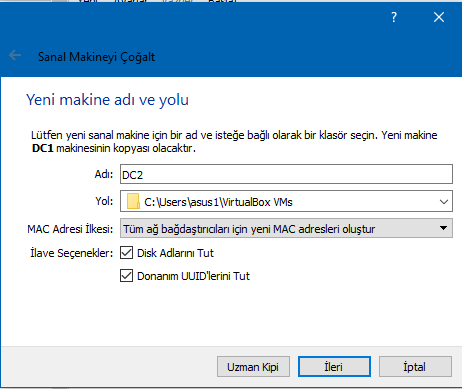 Sanal Makineyi Çoğalt
Yeni makine adı ve yolu
Lütfen yeni sanal makine için bir ad ve isteğe bağlı olarak bir klasör seçin. Yeni makine
DC1 makinesinin kopyası olacaktır.
Adı: DC2
Yol: C:\Users\asus1\VirtualBox VMs
MAC Adresi İlkesi: Tüm ağ bağdaştırıcıları için yeni MAC adresleri oluştur
İlave Seçenekler: Disk Adlarını Tut
Donanım UUID'lerini Tut
Uzman Kipi İleri İptal